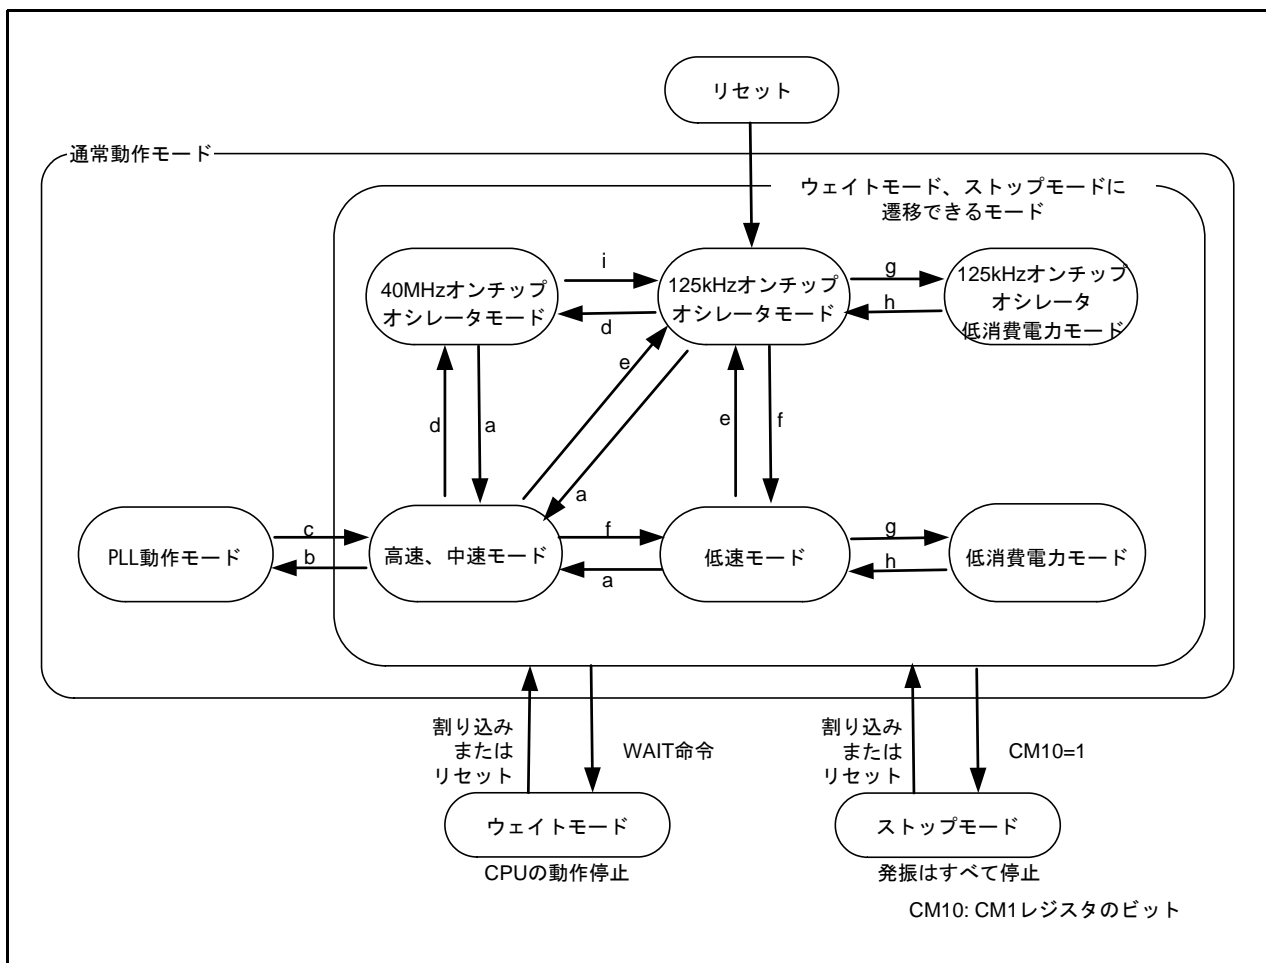 リセット
通常動作モード
ウェイトモード、ストップモードに
遷移できるモード
40MHzオンチップ
オシレータモード
i
d
125kHzオンチップ
オシレータモード
g
h
125kHzオンチップ
オシレータ
低消費電力モード
d
a
e
a
e
f
PLL動作モード
c
b
高速、中速モード
f
a
低速モード
g
h
低消費電力モード
割り込み
または
リセット
WAIT命令
割り込み
または
リセット
CM10=1
ウェイトモード
CPUの動作停止
ストップモード
発振はすべて停止
CM10: CM1レジスタのビット